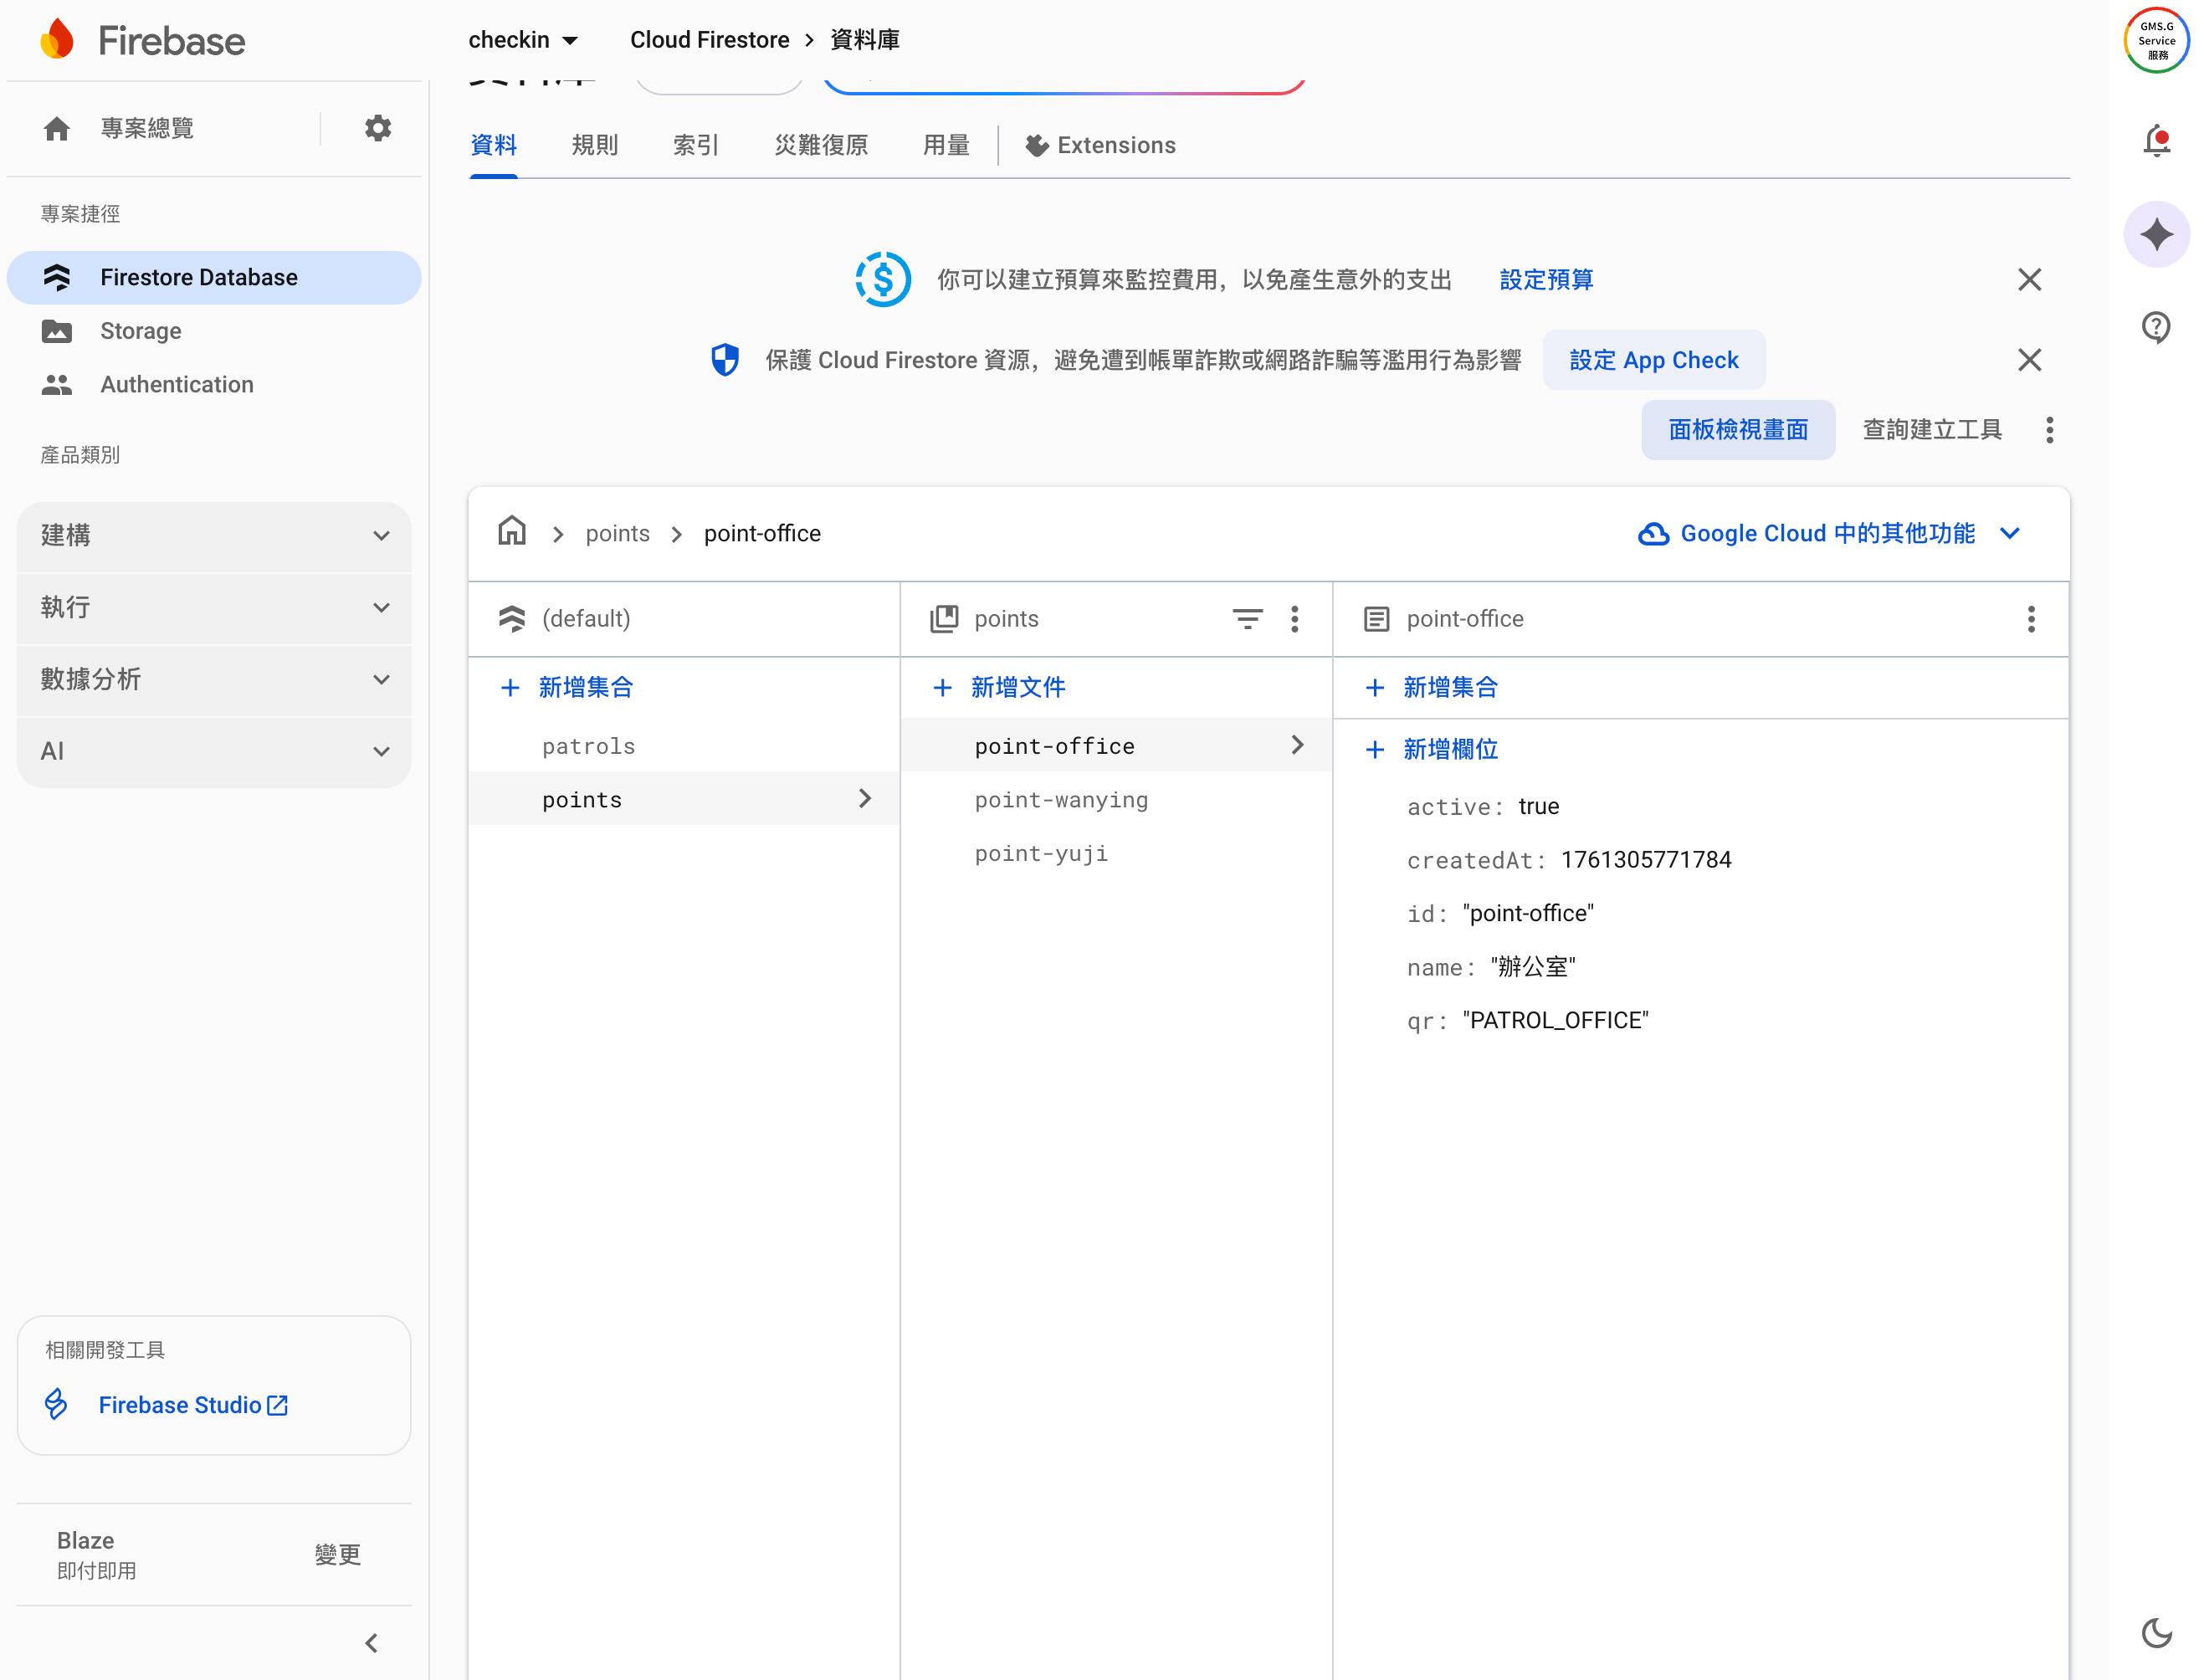 Firebase
checkin
Cloud Firestore
資料庫
GMS.G
Service
服務
專案總覽
資料
規則
索引
災難復原
用量
Extensions
專案捷徑
Firestore Database
Storage
Authentication
產品類別
建構
執行
數據分析
AI
你可以建立預算來監控費用，以免產生意外的支出
設定預算
保護 Cloud Firestore 資源，避免遭到帳單詐欺或網路詐騙等濫用行為影響
設定 App Check
面板檢視畫面
查詢建立工具
points
point-office
Google Cloud 中的其他功能
(default)
新增集合
patrols
points
points
新增文件
point-office
point-wanying
point-yuji
point-office
新增集合
新增欄位
active: true
createdAt: 1761305771784
id: "point-office"
name: "辦公室"
qr: "PATROL_OFFICE"
相關開發工具
Firebase Studio
Blaze
即付即用
變更